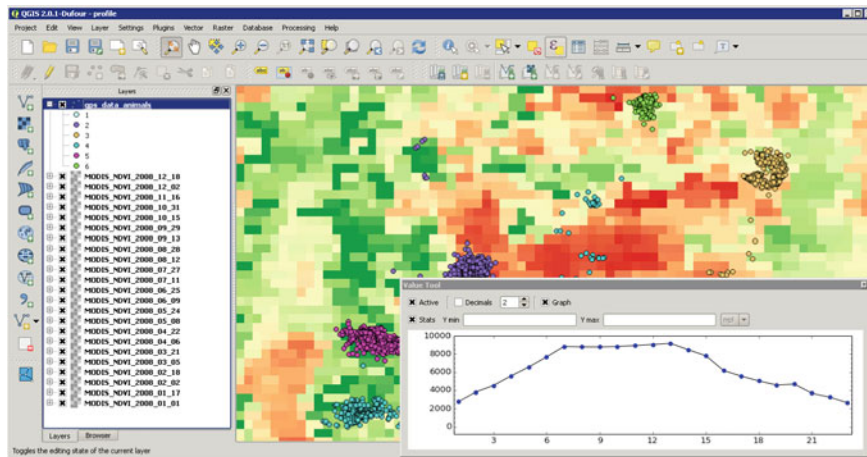 QGIS 2.0.1-Dufour - profile
Project Edit View Layer Settings Plugins Vector Raster Database Processing Help
Layers
gps_data_animals
1
2
3
4
5
6
MODIS_NDVI_2008_12_18
MODIS_NDVI_2008_12_02
MODIS_NDVI_2008_11_16
MODIS_NDVI_2008_10_31
MODIS_NDVI_2008_10_15
MODIS_NDVI_2008_09_29
MODIS_NDVI_2008_09_13
MODIS_NDVI_2008_08_28
MODIS_NDVI_2008_08_12
MODIS_NDVI_2008_07_27
MODIS_NDVI_2008_07_11
MODIS_NDVI_2008_06_25
MODIS_NDVI_2008_06_09
MODIS_NDVI_2008_05_24
MODIS_NDVI_2008_05_08
MODIS_NDVI_2008_04_22
MODIS_NDVI_2008_04_06
MODIS_NDVI_2008_03_21
MODIS_NDVI_2008_03_05
MODIS_NDVI_2008_02_18
MODIS_NDVI_2008_02_02
MODIS_NDVI_2008_01_17
MODIS_NDVI_2008_01_01
Layers Browser
Toggles the editing state of the current layer
Value Tool
Active Decimals 2 Graph
Stats Y min Y max
10000
8000
6000
4000
2000
0
3 6 7 9 12 15 18 21